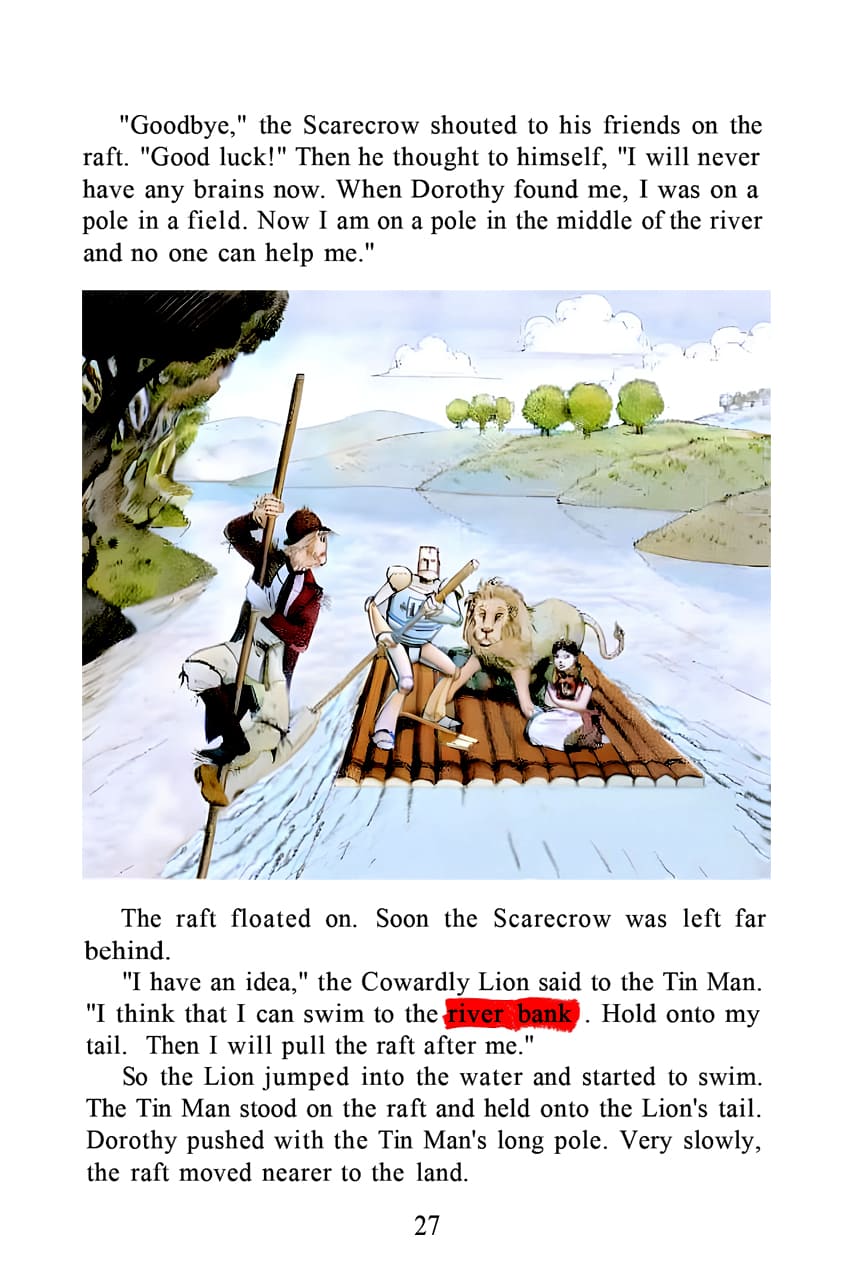 "Goodbye," the Scarecrow shouted to his friends on the
raft. "Good luck!" Then he thought to himself, "I will never
have any brains now. When Dorothy found me, I was on a
pole in a field. Now I am on a pole in the middle of the river
and no one can help me."
The raft floated on. Soon the Scarecrow was left far
behind.
"I have an idea," the Cowardly Lion said to the Tin Man.
"I think that I can swim to the river bank . Hold onto my
tail. Then I will pull the raft after me."
So the Lion jumped into the water and started to swim.
The Tin Man stood on the raft and held onto the Lion's tail.
Dorothy pushed with the Tin Man's long pole. Very slowly,
the raft moved nearer to the land.
27